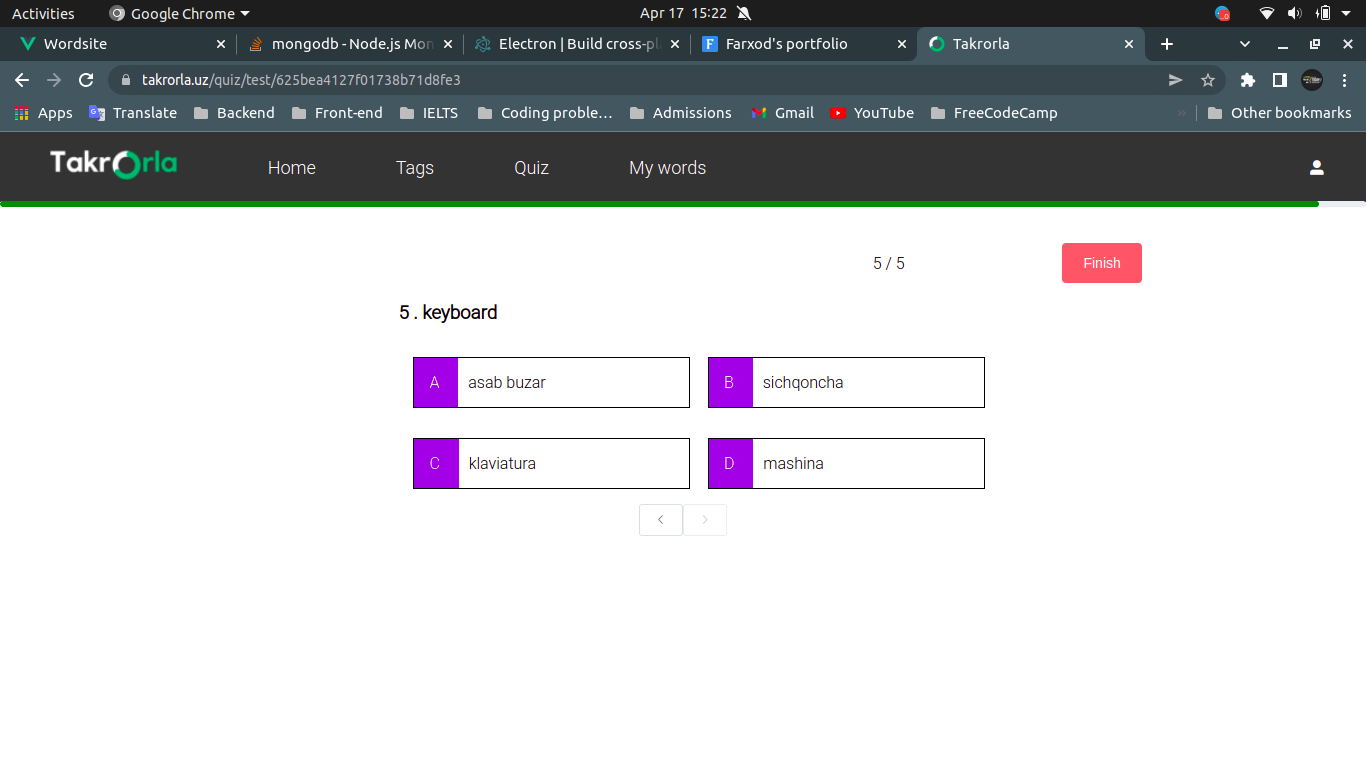 Activities Google Chrome Apr 17 15:22
Wordsite mongodb - Node.js Mon Electron | Build cross-pl Farxod's portfolio Takrorla
takrorla.uz/quiz/test/625bea4127f01738b71d8fe3
Apps Translate Backend Front-end IELTS Coding proble… Admissions Gmail YouTube FreeCodeCamp » Other bookmarks
Takrorla Home Tags Quiz My words
5 / 5 Finish
5 . keyboard
A asab buzar B sichqoncha
C klaviatura D mashina